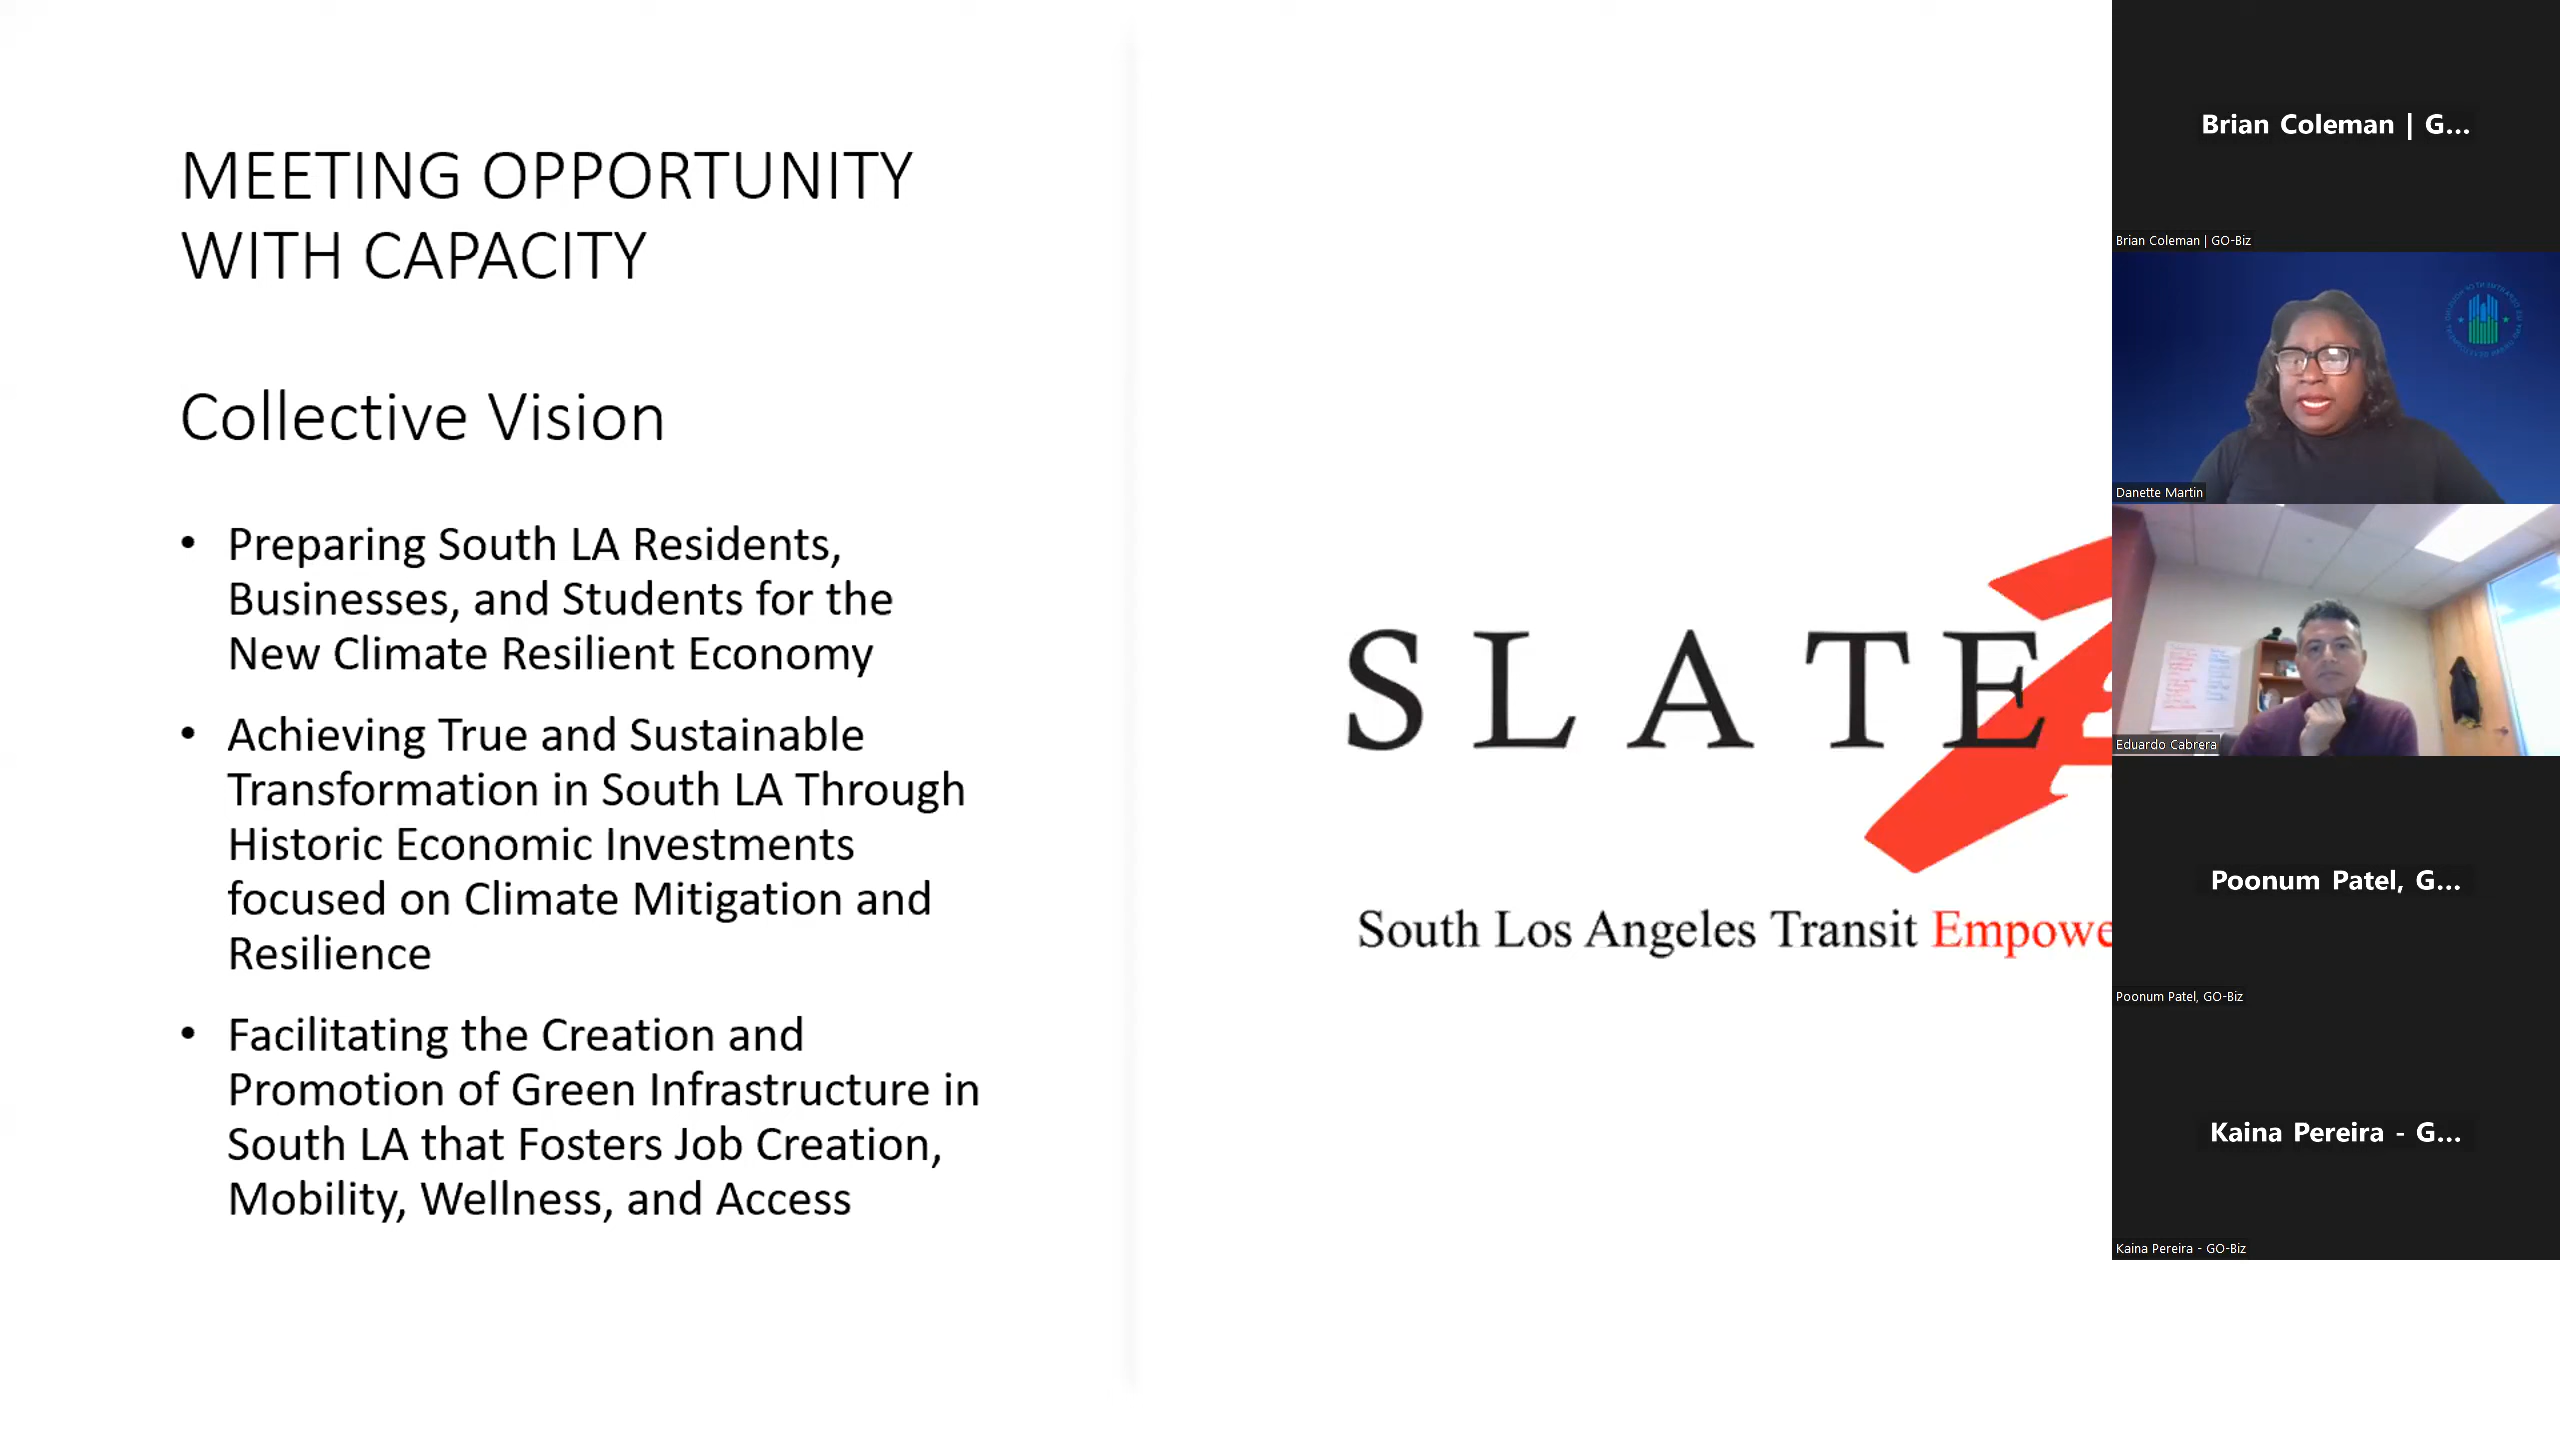 MEETING OPPORTUNITY
WITH CAPACITY
Collective Vision
• Preparing South LA Residents,
Businesses, and Students for the
New Climate Resilient Economy
• Achieving True and Sustainable
Transformation in South LA Through
Historic Economic Investments
focused on Climate Mitigation and
Resilience
• Facilitating the Creation and
Promotion of Green Infrastructure in
South LA that Fosters Job Creation,
Mobility, Wellness, and Access
SLATE
South Los Angeles Transit Empowe
Brian Coleman | G...
Brian Coleman | GO-Biz
Danette Martin
Eduardo Cabrera
Poonum Patel, G...
Poonum Patel, GO-Biz
Kaina Pereira - G...
Kaina Pereira - GO-Biz